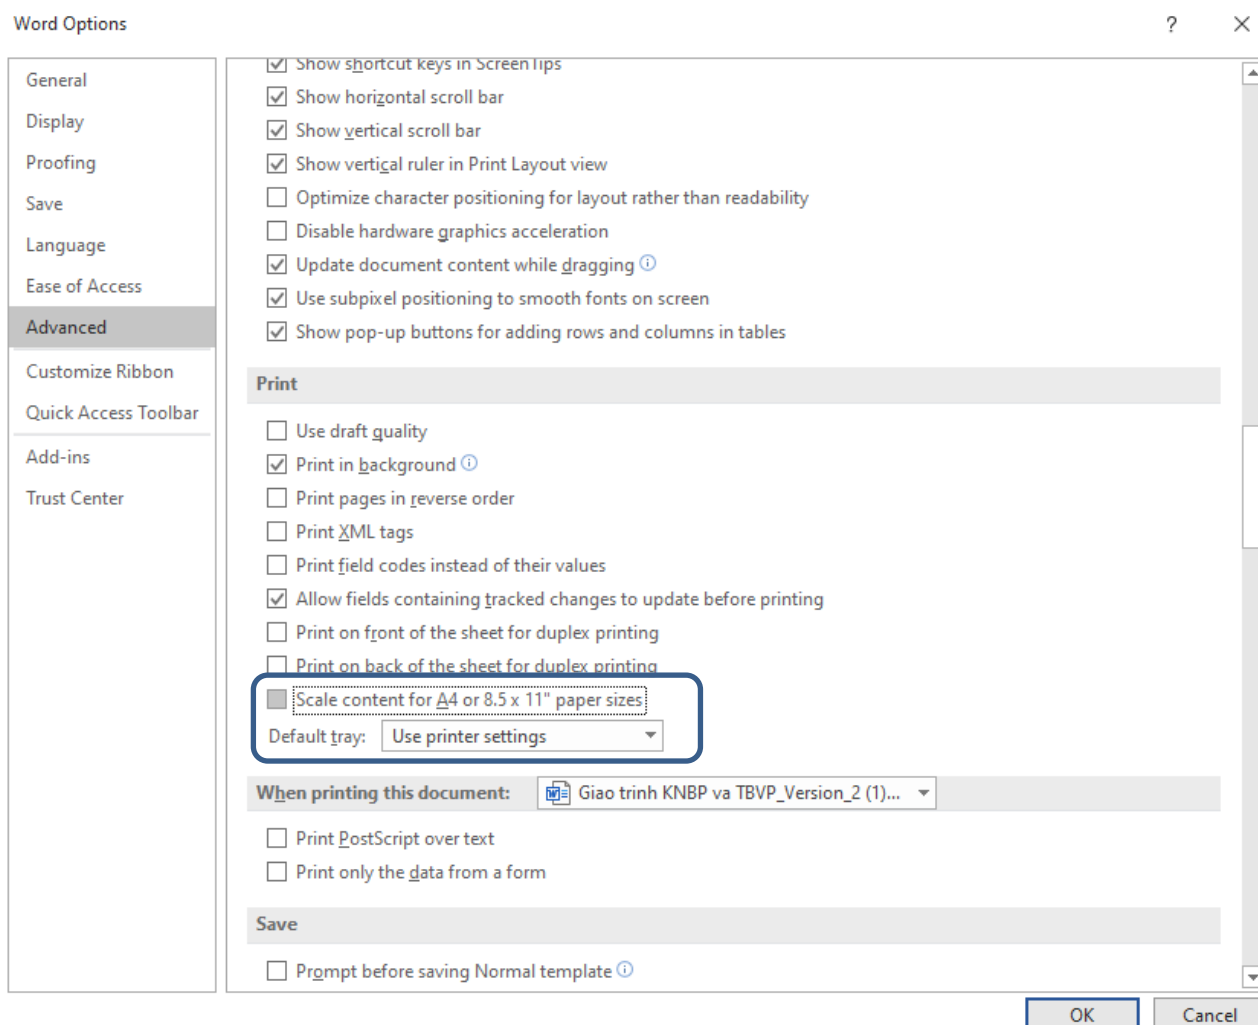 Word Options
?
General
Display
Proofing
Save
Language
Ease of Access
Advanced
Customize Ribbon
Quick Access Toolbar
Add-ins
Trust Center
Show shortcut keys in ScreenTips
Show horizontal scroll bar
Show vertical scroll bar
Show vertical ruler in Print Layout view
Optimize character positioning for layout rather than readability
Disable hardware graphics acceleration
Update document content while dragging
Use subpixel positioning to smooth fonts on screen
Show pop-up buttons for adding rows and columns in tables
Print
Use draft quality
Print in background
Print pages in reverse order
Print XML tags
Print field codes instead of their values
Allow fields containing tracked changes to update before printing
Print on front of the sheet for duplex printing
Print on back of the sheet for duplex printing
Scale content for A4 or 8.5 x 11" paper sizes
Default tray: Use printer settings
When printing this document: Giao trinh KNBP va TBVP_Version_2 (1)...
Print PostScript over text
Print only the data from a form
Save
Prompt before saving Normal template
OK Cancel